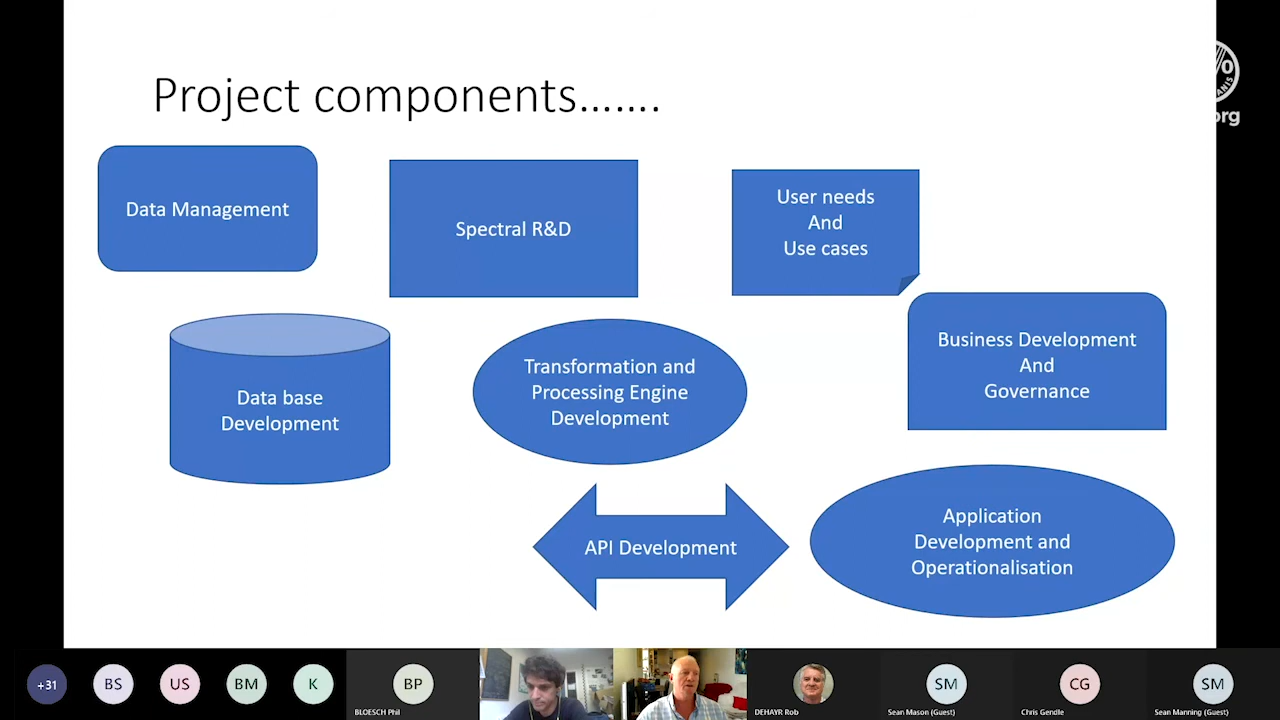 Project components…….
Data Management
Spectral R&D
User needs
And
Use cases
Business Development
And
Governance
Data base
Development
Transformation and
Processing Engine
Development
API Development
Application
Development and
Operationalisation
+31
BS
US
BM
K
BP
BLOESCH Phil
DEHAYR Rob
SM
Sean Mason (Guest)
CG
Chris Gendle
SM
Sean Manning (Guest)